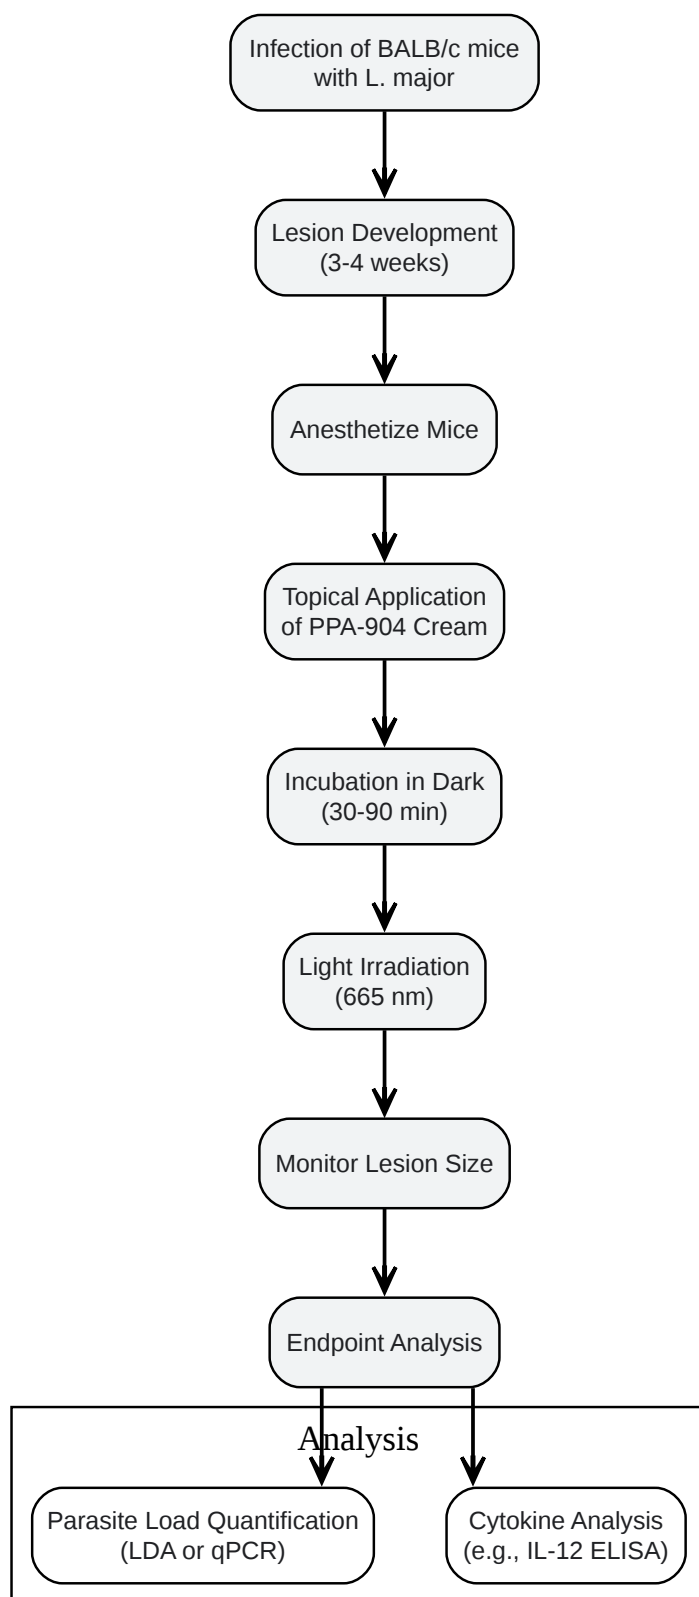 Infection of BALB/c mice
with L. major
Lesion Development
(3-4 weeks)
Anesthetize Mice
Topical Application
of PPA-904 Cream
Incubation in Dark
(30-90 min)
Light Irradiation
(665 nm)
Monitor Lesion Size
Endpoint Analysis
Analysis
Parasite Load Quantification
(LDA or qPCR)
Cytokine Analysis
(e.g., IL-12 ELISA)